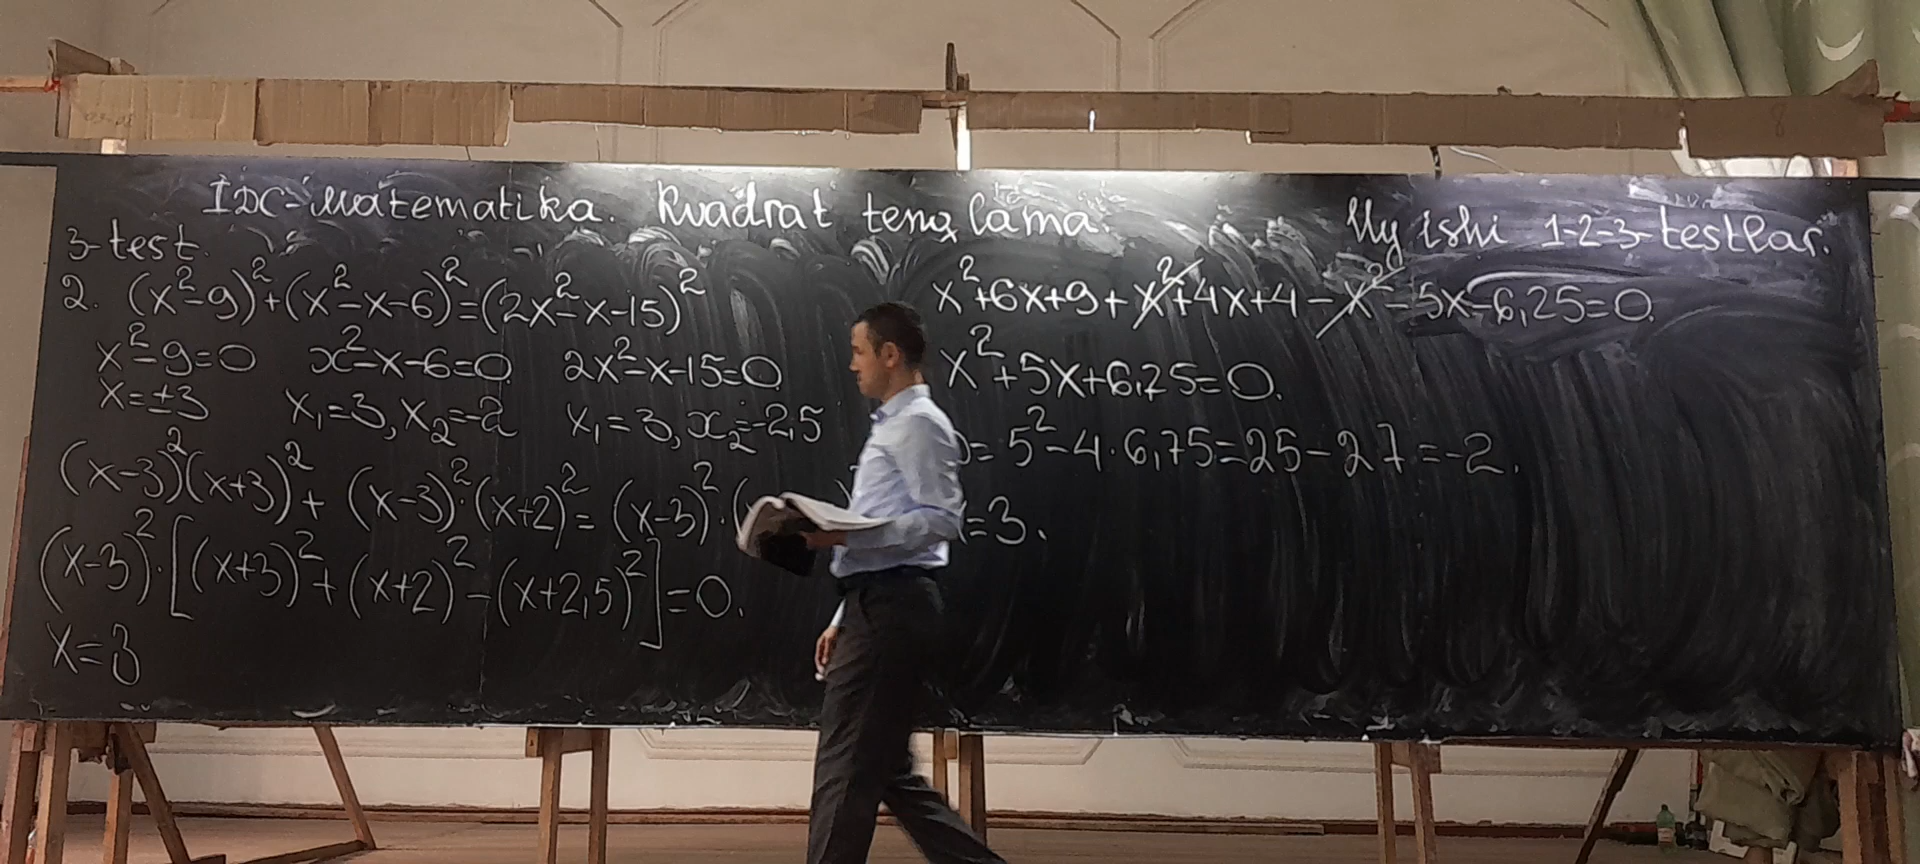 IDC-Matematika. Kvadrat tenglama.
Uy ishi 1-2-3-testlar.
3-test.
2. (x²-9)²+(x²-x-6)²=(2x²-x-15)²
x²-9=0 x²-x-6=0. 2x²-x-15=0
x=±3 x₁=3, x₂=-2 x₁=3, x₂=-2,5
(x-3)²(x+3)²+(x-3)²·(x+2)²=(x-3)²·(
(x-3)²·[(x+3)²+(x+2)²-(x+2,5)²]=0.
x=3
x²+6x+9+x²+4x+4-x²-5x-6,25=0.
x²+5x+6,75=0.
=5²-4·6,75=25-27=-2.
=3.
8